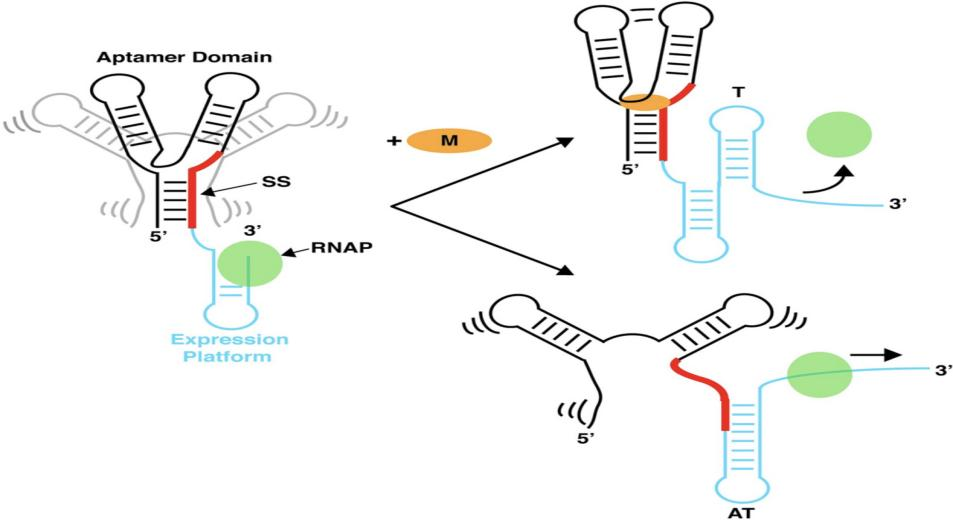 Aptamer Domain
SS
5'
3'
RNAP
Expression
Platform
+ M
T
5'
3'
3'
5'
AT